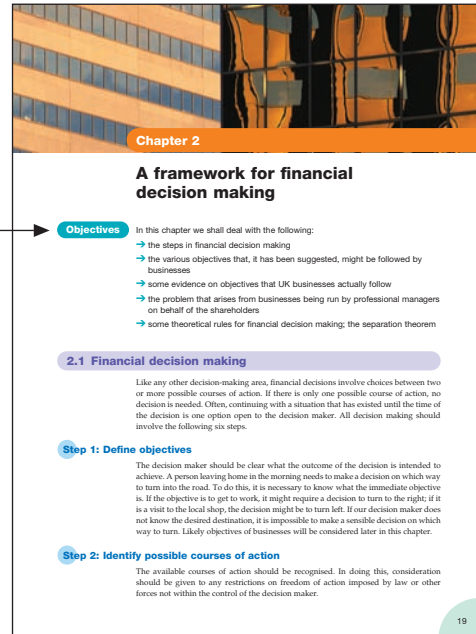 Chapter 2
A framework for financial
decision making
Objectives
In this chapter we shall deal with the following:
➔ the steps in financial decision making
➔ the various objectives that, it has been suggested, might be followed by
businesses
➔ some evidence on objectives that UK businesses actually follow
➔ the problem that arises from businesses being run by professional managers
on behalf of the shareholders
➔ some theoretical rules for financial decision making; the separation theorem
2.1 Financial decision making
Like any other decision-making area, financial decisions involve choices between two
or more possible courses of action. If there is only one possible course of action, no
decision is needed. Often, continuing with a situation that has existed until the time of
the decision is one option open to the decision maker. All decision making should
involve the following six steps.
Step 1: Define objectives
The decision maker should be clear what the outcome of the decision is intended to
achieve. A person leaving home in the morning needs to make a decision on which way
to turn into the road. To do this, it is necessary to know what the immediate objective
is. If the objective is to get to work, it might require a decision to turn to the right; if it
is a visit to the local shop, the decision might be to turn left. If our decision maker does
not know the desired destination, it is impossible to make a sensible decision on which
way to turn. Likely objectives of businesses will be considered later in this chapter.
Step 2: Identify possible courses of action
The available courses of action should be recognised. In doing this, consideration
should be given to any restrictions on freedom of action imposed by law or other
forces not within the control of the decision maker.
19